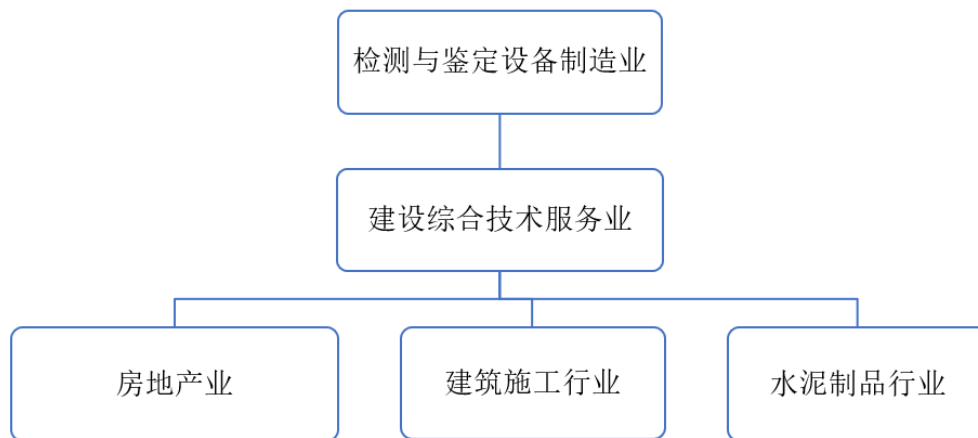 检测与鉴定设备制造业
建设综合技术服务业
房地产业
建筑施工行业
水泥制品行业